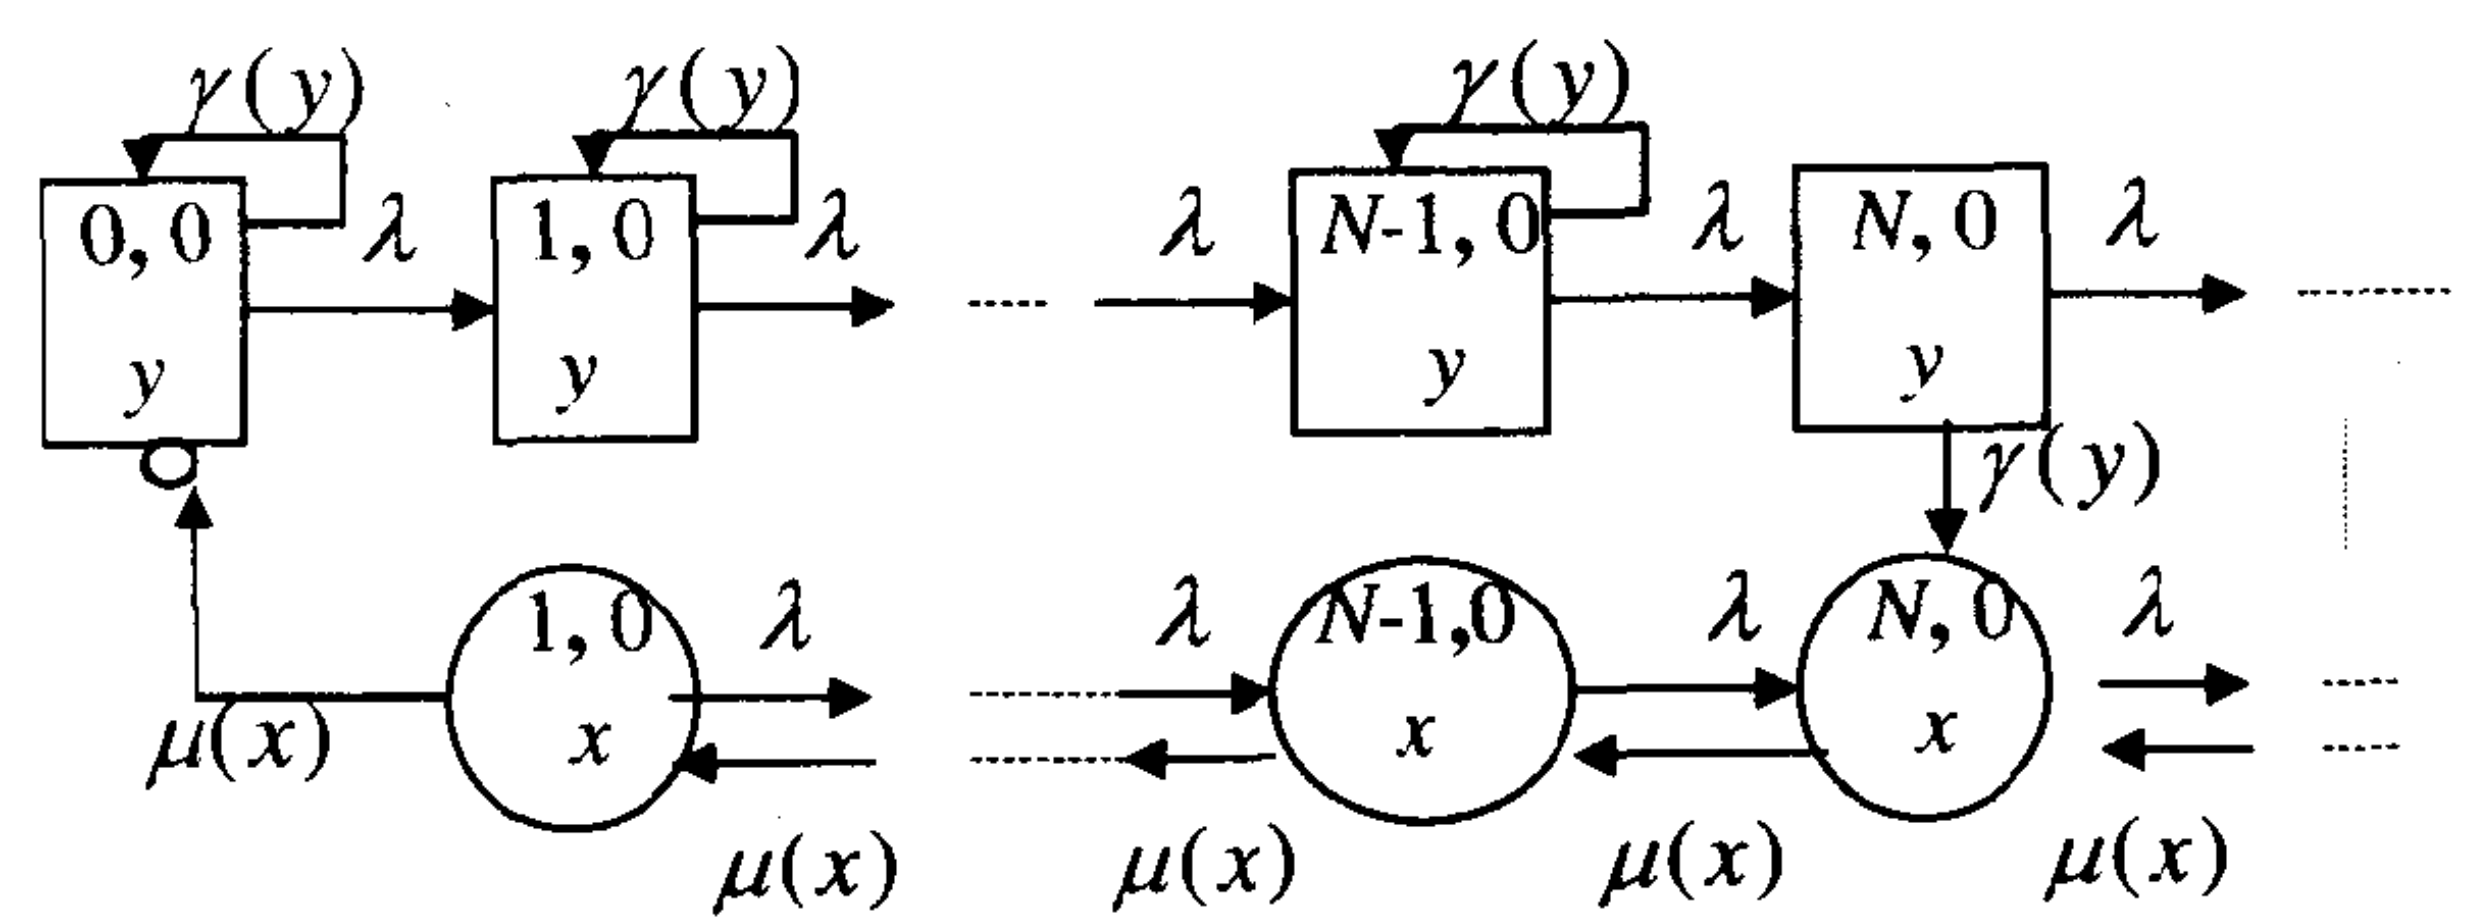 γ(y) γ(y) γ(y)
0, 0 λ 1, 0 λ λ N-1, 0 λ N, 0 λ
y y y y
γ(y)
1, 0 λ λ N-1,0 λ N, 0 λ
x x x
μ(x)
μ(x) μ(x) μ(x) μ(x)